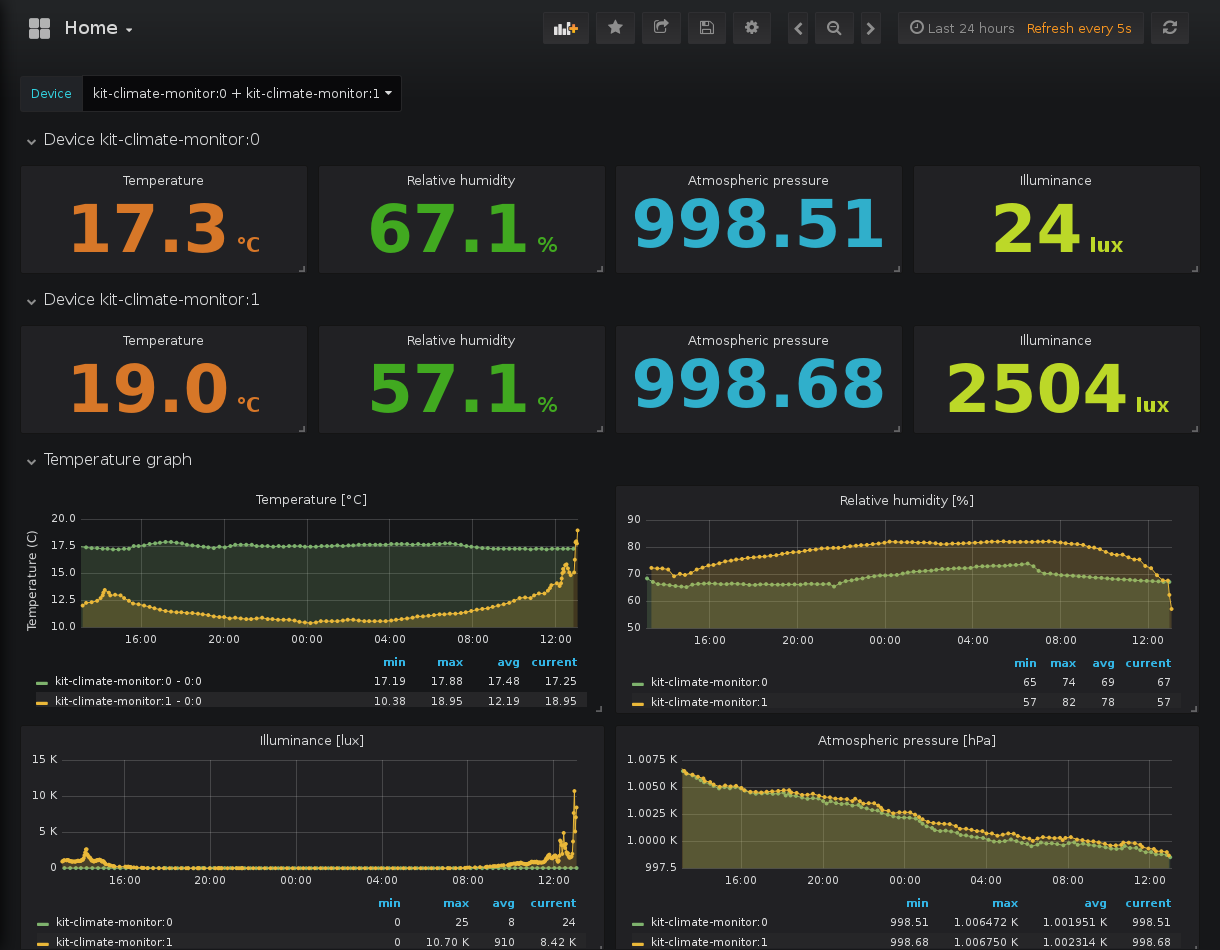 Home
Last 24 hours Refresh every 5s
Device kit-climate-monitor:0 + kit-climate-monitor:1
Device kit-climate-monitor:0
Temperature Relative humidity Atmospheric pressure Illuminance
17.3 °C 67.1 % 998.51 24 lux
Device kit-climate-monitor:1
Temperature Relative humidity Atmospheric pressure Illuminance
19.0 °C 57.1 % 998.68 2504 lux
Temperature graph
Temperature [°C]
Temperature (C)
20.0
17.5
15.0
12.5
10.0
16:00 20:00 00:00 04:00 08:00 12:00
min max avg current
kit-climate-monitor:0 - 0:0 17.19 17.88 17.48 17.25
kit-climate-monitor:1 - 0:0 10.38 18.95 12.19 18.95
Relative humidity [%]
90
80
70
60
50
16:00 20:00 00:00 04:00 08:00 12:00
min max avg current
kit-climate-monitor:0 65 74 69 67
kit-climate-monitor:1 57 82 78 57
Illuminance [lux]
15 K
10 K
5 K
0
16:00 20:00 00:00 04:00 08:00 12:00
min max avg current
kit-climate-monitor:0 0 25 8 24
kit-climate-monitor:1 0 10.70 K 910 8.42 K
Atmospheric pressure [hPa]
1.0075 K
1.0050 K
1.0025 K
1.0000 K
997.5
16:00 20:00 00:00 04:00 08:00 12:00
min max avg current
kit-climate-monitor:0 998.51 1.006472 K 1.001951 K 998.51
kit-climate-monitor:1 998.68 1.006750 K 1.002314 K 998.68